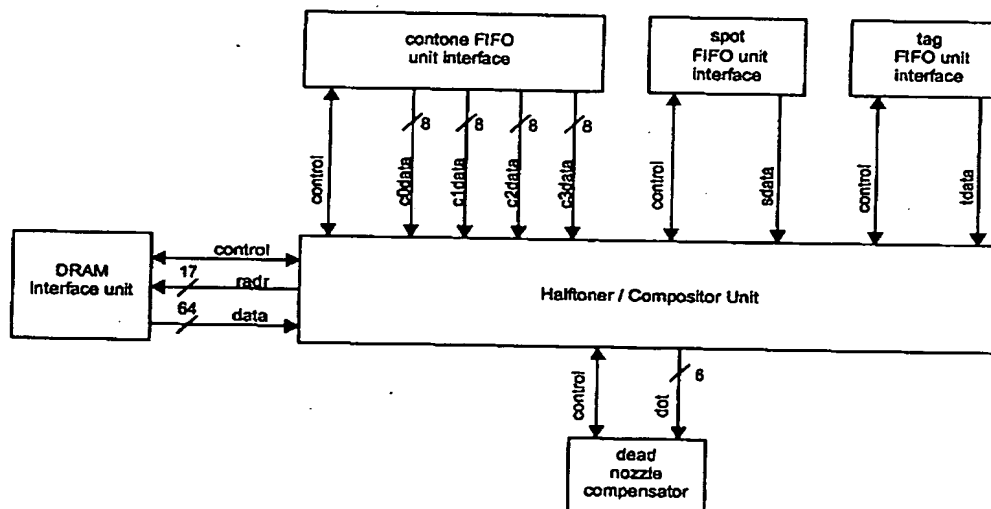 contone FIFO
unit interface
spot
FIFO unit
interface
tag
FIFO unit
interface
control
8
c0data
8
c1data
8
c2data
8
c3data
control
sdata
control
tdata
DRAM
Interface unit
control
17
radr
64
data
Halftoner / Compositor Unit
control
6
dot
dead
nozzle
compensator